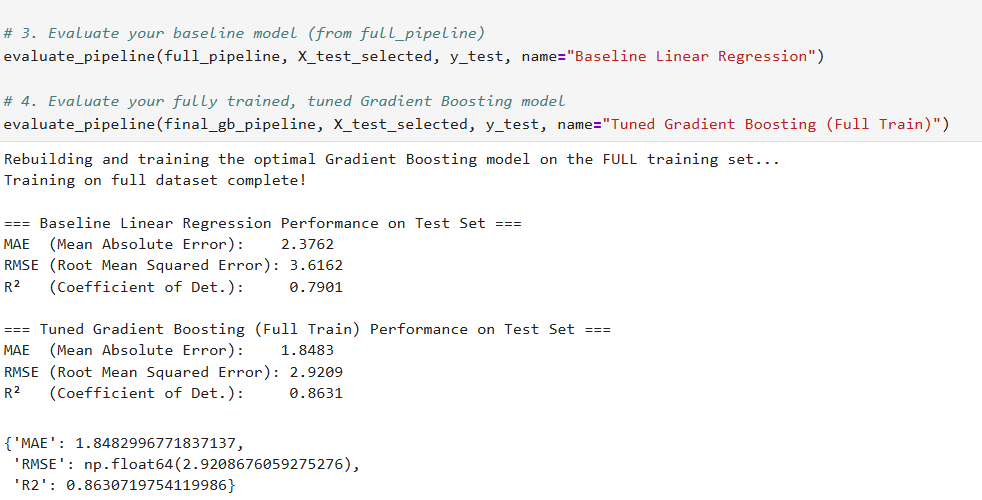 # 3. Evaluate your baseline model (from full_pipeline)
evaluate_pipeline(full_pipeline, X_test_selected, y_test, name="Baseline Linear Regression")
# 4. Evaluate your fully trained, tuned Gradient Boosting model
evaluate_pipeline(final_gb_pipeline, X_test_selected, y_test, name="Tuned Gradient Boosting (Full Train)")
Rebuilding and training the optimal Gradient Boosting model on the FULL training set...
Training on full dataset complete!
=== Baseline Linear Regression Performance on Test Set ===
MAE  (Mean Absolute Error):    2.3762
RMSE (Root Mean Squared Error): 3.6162
R²   (Coefficient of Det.):     0.7901
=== Tuned Gradient Boosting (Full Train) Performance on Test Set ===
MAE  (Mean Absolute Error):    1.8483
RMSE (Root Mean Squared Error): 2.9209
R²   (Coefficient of Det.):     0.8631
{'MAE': 1.8482996771837137,
 'RMSE': np.float64(2.9208676059275276),
 'R2': 0.8630719754119986}